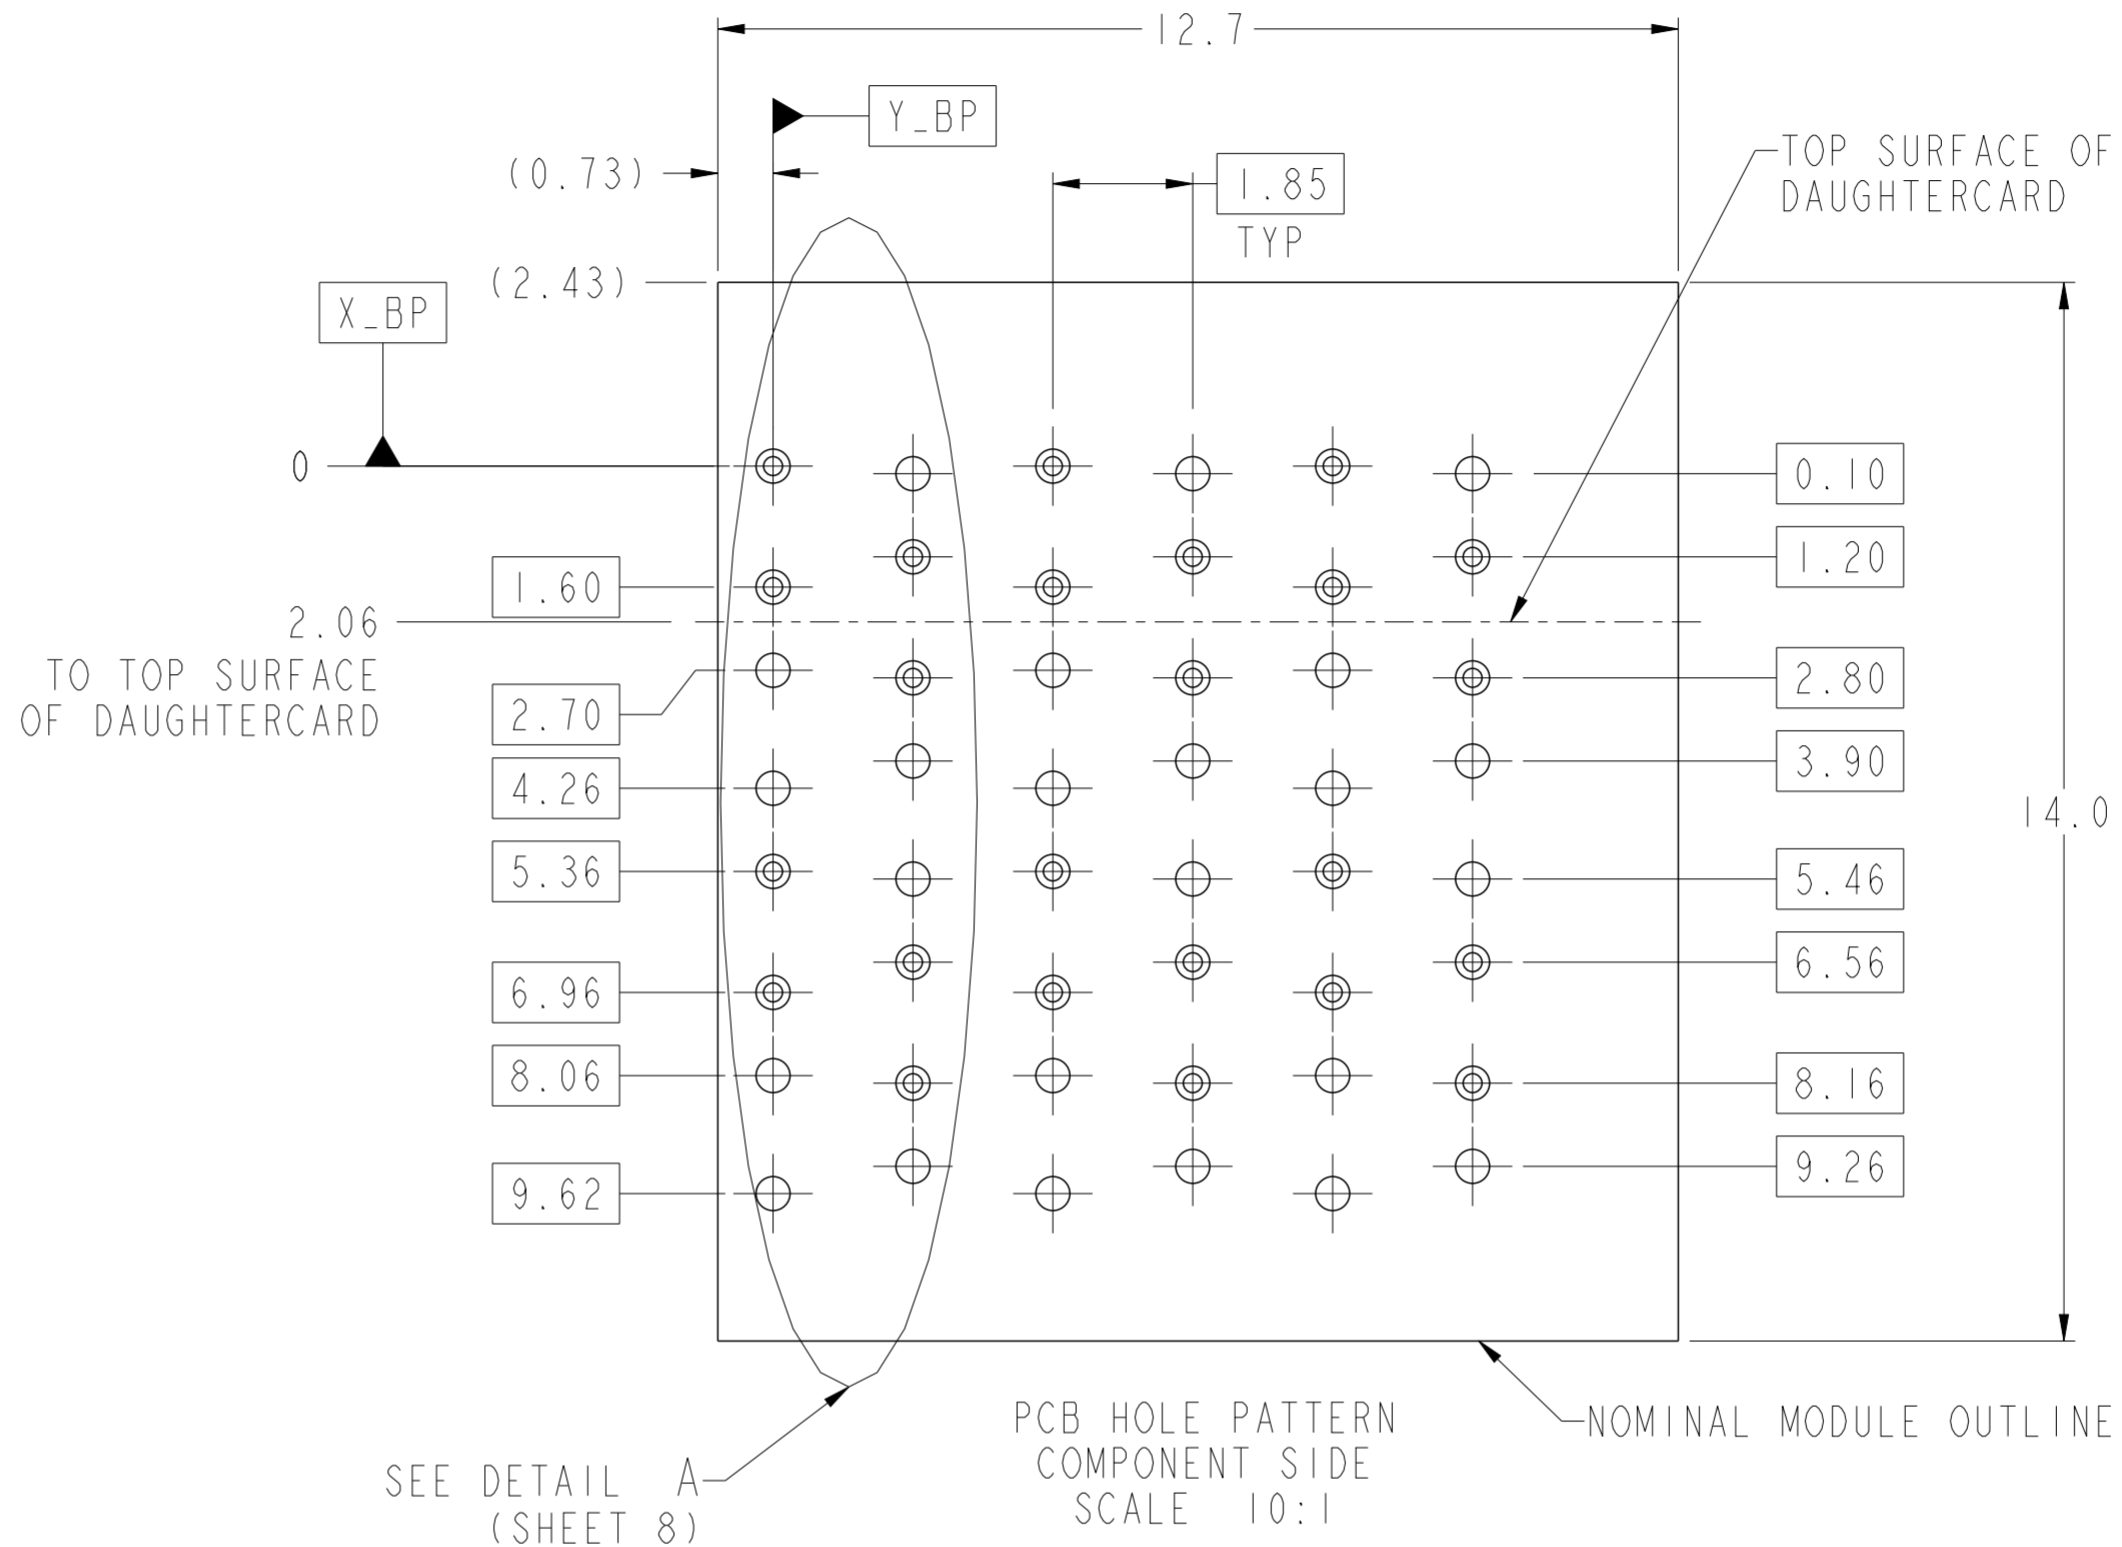 12.7
Y_BP
(0.73)
1.85
TYP
TOP SURFACE OF
DAUGHTERCARD
(2.43)
X_BP
0
0.10
1.20
1.60
2.06
TO TOP SURFACE
OF DAUGHTERCARD
2.80
2.70
3.90
4.26
14.0
5.36
5.46
6.56
6.96
8.06
8.16
9.26
9.62
PCB HOLE PATTERN
COMPONENT SIDE
SCALE 10:1
NOMINAL MODULE OUTLINE
SEE DETAIL A
(SHEET 8)